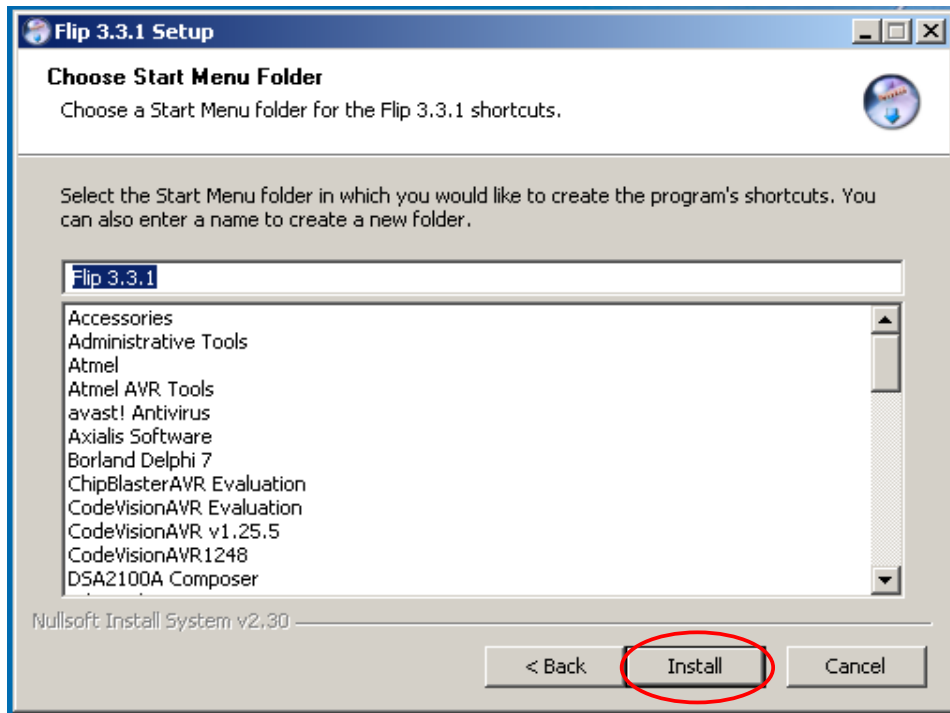 Flip 3.3.1 Setup
Choose Start Menu Folder
Choose a Start Menu folder for the Flip 3.3.1 shortcuts.
Select the Start Menu folder in which you would like to create the program's shortcuts. You
can also enter a name to create a new folder.
Flip 3.3.1
Accessories
Administrative Tools
Atmel
Atmel AVR Tools
avast! Antivirus
Axialis Software
Borland Delphi 7
ChipBlasterAVR Evaluation
CodeVisionAVR Evaluation
CodeVisionAVR v1.25.5
CodeVisionAVR1248
DSA2100A Composer
Nullsoft Install System v2.30
< Back
Install
Cancel